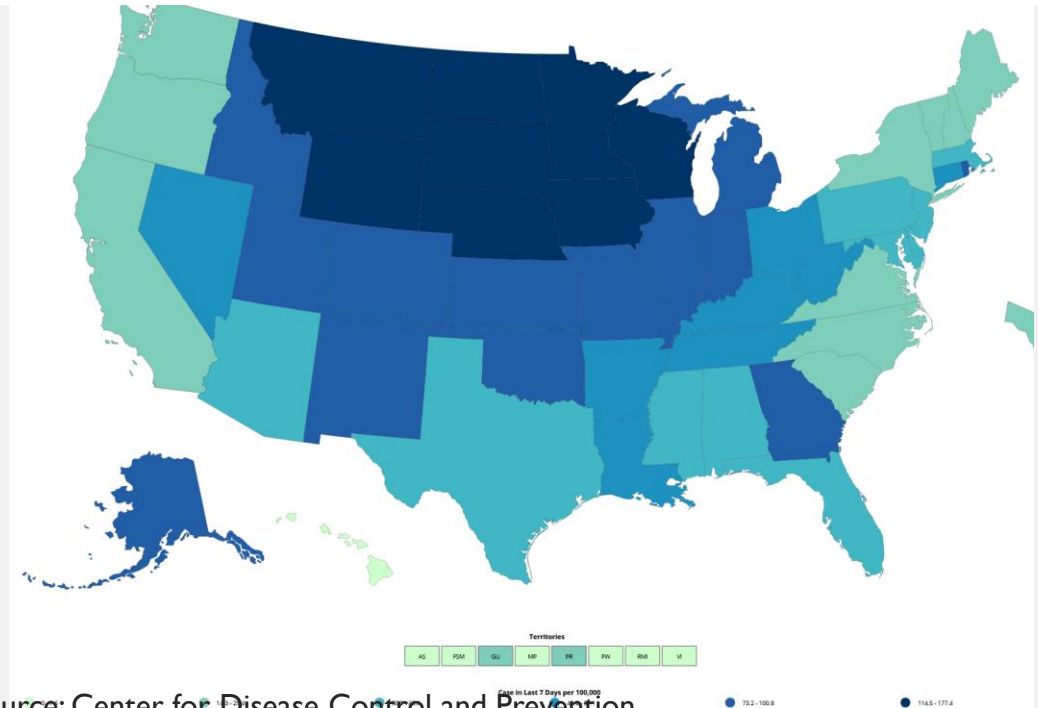 Territories
AS FSM GU MP PR PW RMI VI
Case in Last 7 Days per 100,000
73.2 - 100.8
114.5 - 177.4
Center for Disease Control and Prevention